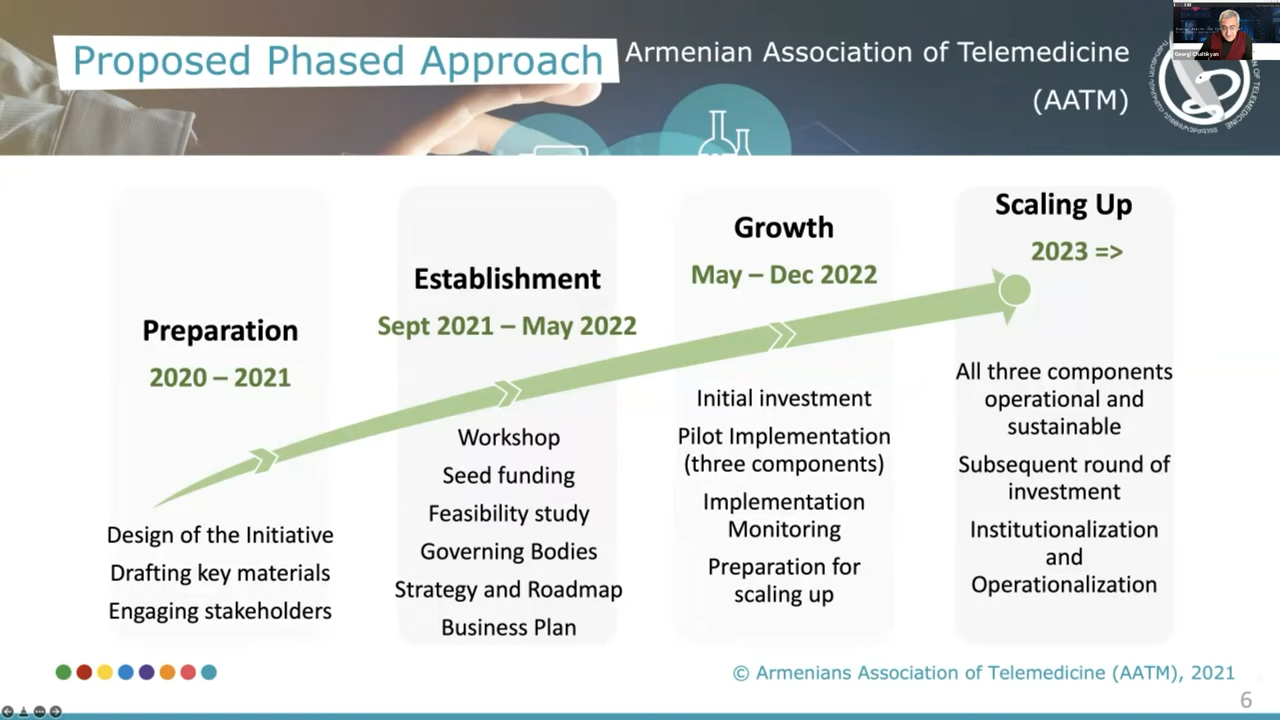 Proposed Phased Approach
Armenian Association of Telemedicine
(AATM)
Georgi Chaltikyan
Preparation
2020 – 2021
Design of the Initiative
Drafting key materials
Engaging stakeholders
Establishment
Sept 2021 – May 2022
Workshop
Seed funding
Feasibility study
Governing Bodies
Strategy and Roadmap
Business Plan
Growth
May – Dec 2022
Initial investment
Pilot Implementation
(three components)
Implementation
Monitoring
Preparation for
scaling up
Scaling Up
2023 =>
All three components
operational and
sustainable
Subsequent round of
investment
Institutionalization
and
Operationalization
© Armenians Association of Telemedicine (AATM), 2021
6